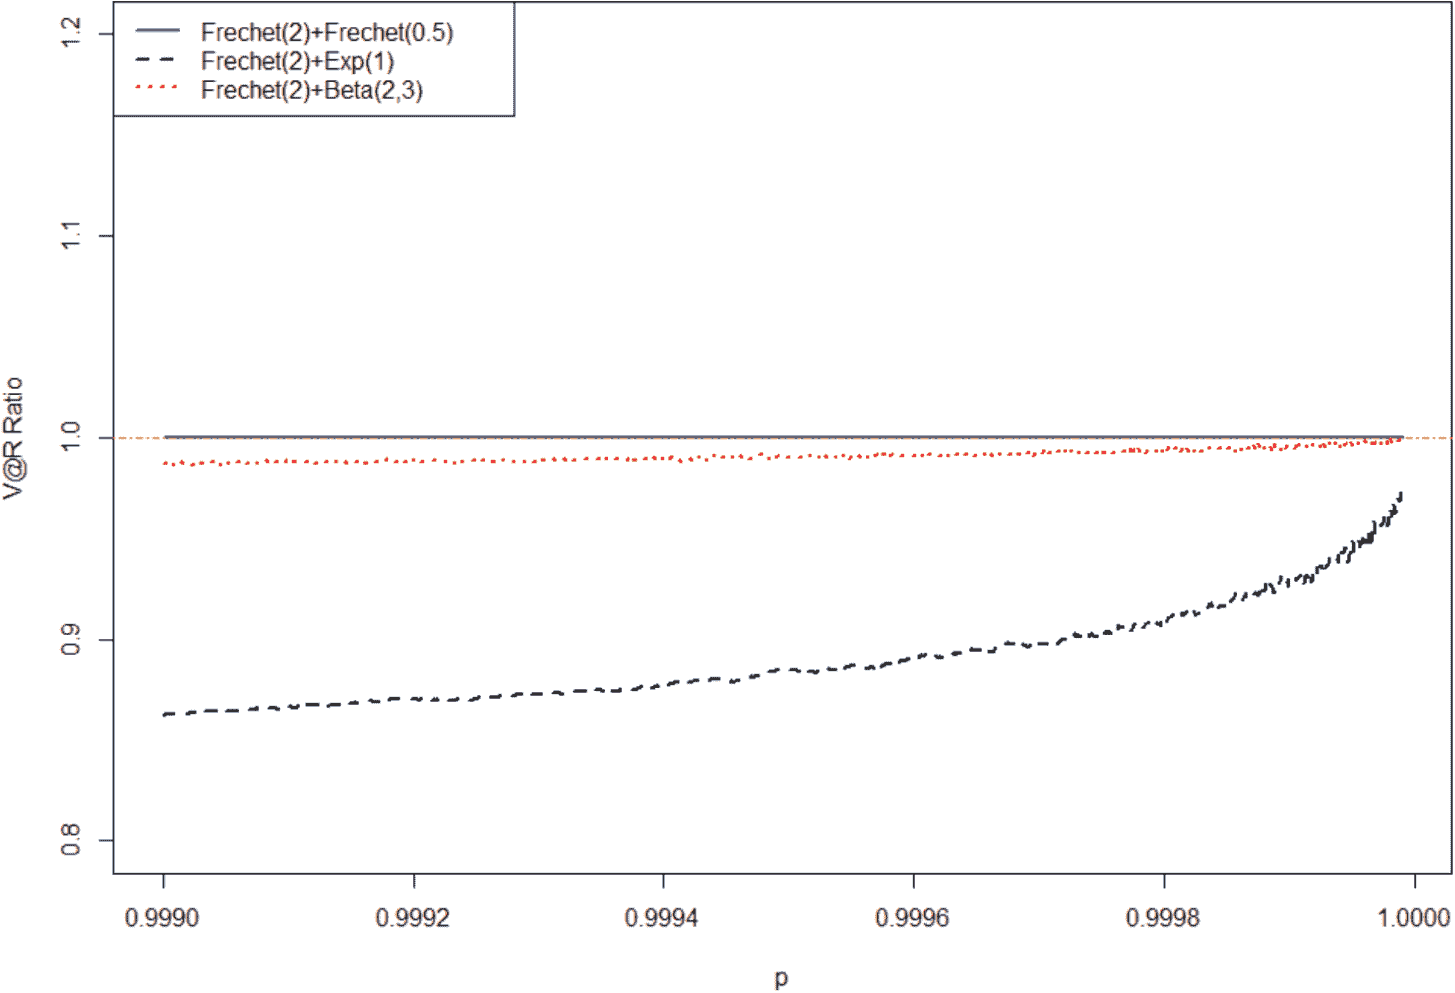 Frechet(2)+Frechet(0.5)
Frechet(2)+Exp(1)
Frechet(2)+Beta(2,3)
1.2
1.1
1.0
0.9
0.8
V@R Ratio
0.9990 0.9992 0.9994 0.9996 0.9998 1.0000
p